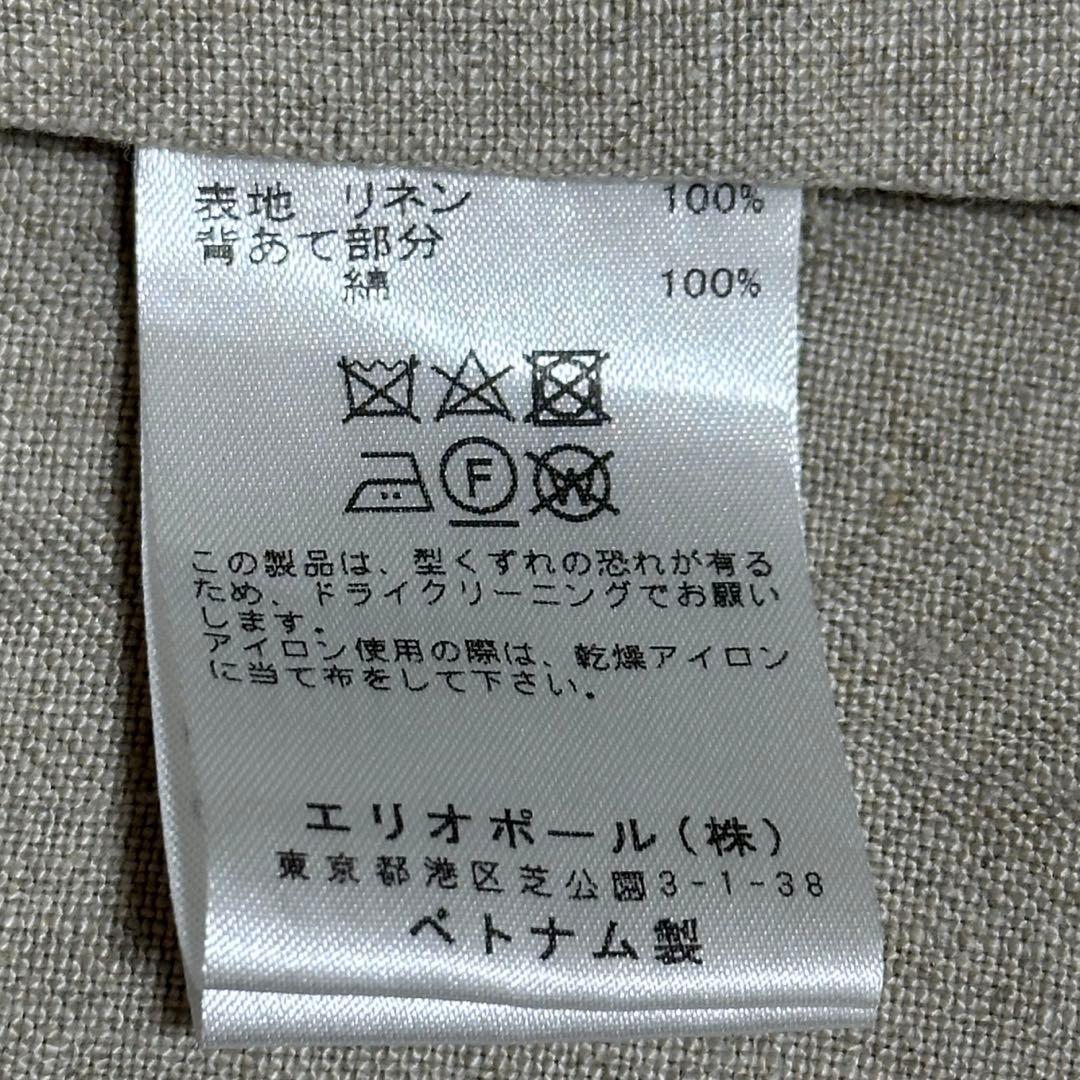 表地 リネン 100%
背あて部分
綿 100%
F
W
この製品は、型くずれの恐れが有る
ため、ドライクリーニングでお願い
します。
アイロン使用の際は、乾燥アイロン
に当て布をして下さい。
エリオポール(株)
東京都港区芝公園3-1-38
ベトナム製